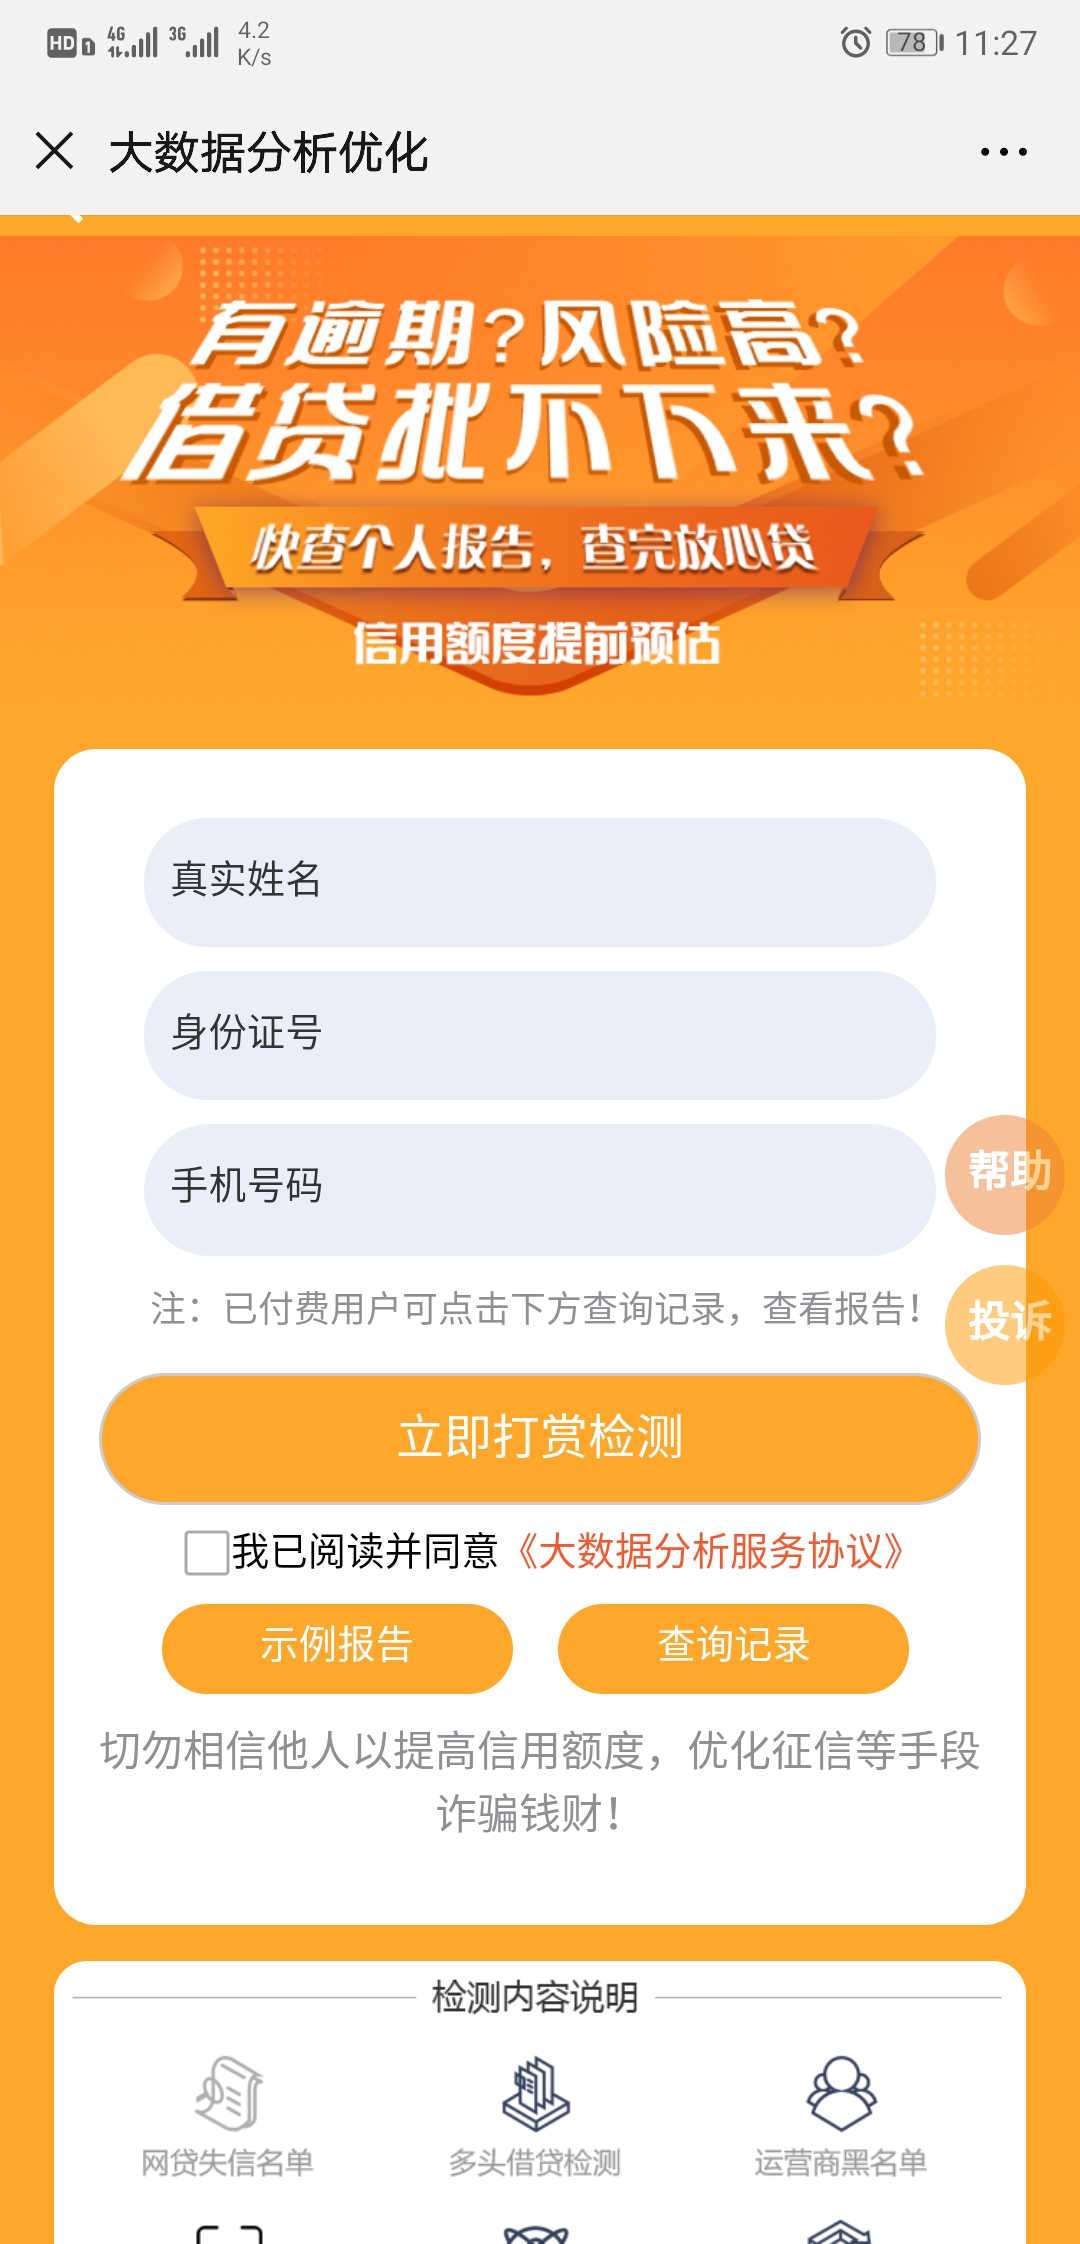 HD 1 4G 3G 4.2 K/s 78 11:27
大数据分析优化
有逾期?风险高?
借贷批不下来?
快查个人报告，查完放心贷
信用额度提前预估
真实姓名
身份证号
手机号码
帮助
注：已付费用户可点击下方查询记录，查看报告！
投诉
立即打赏检测
我已阅读并同意《大数据分析服务协议》
示例报告 查询记录
切勿相信他人以提高信用额度，优化征信等手段
诈骗钱财！
检测内容说明
网贷失信名单 多头借贷检测 运营商黑名单